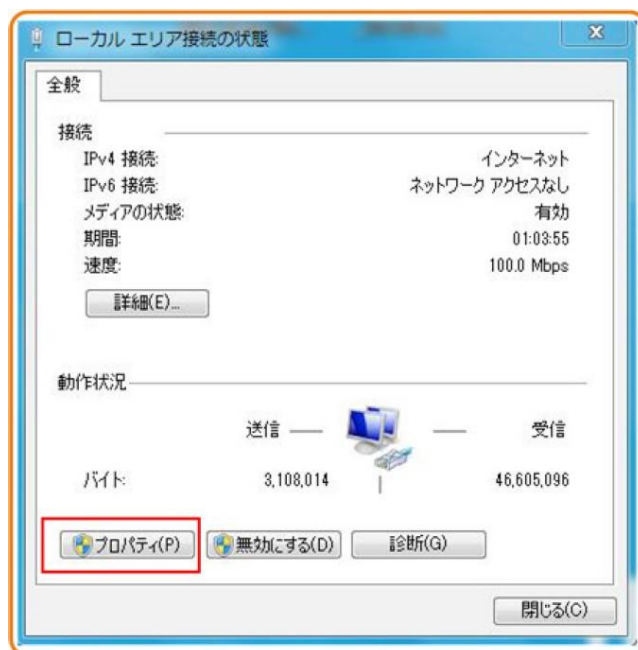 ローカル エリア接続の状態
全般
接続
IPv4 接続: インターネット
IPv6 接続: ネットワーク アクセスなし
メディアの状態: 有効
期間: 01:03:55
速度: 100.0 Mbps
詳細(E)...
動作状況
送信 受信
バイト: 3,108,014 46,605,096
プロパティ(P) 無効にする(D) 診断(G)
閉じる(C)